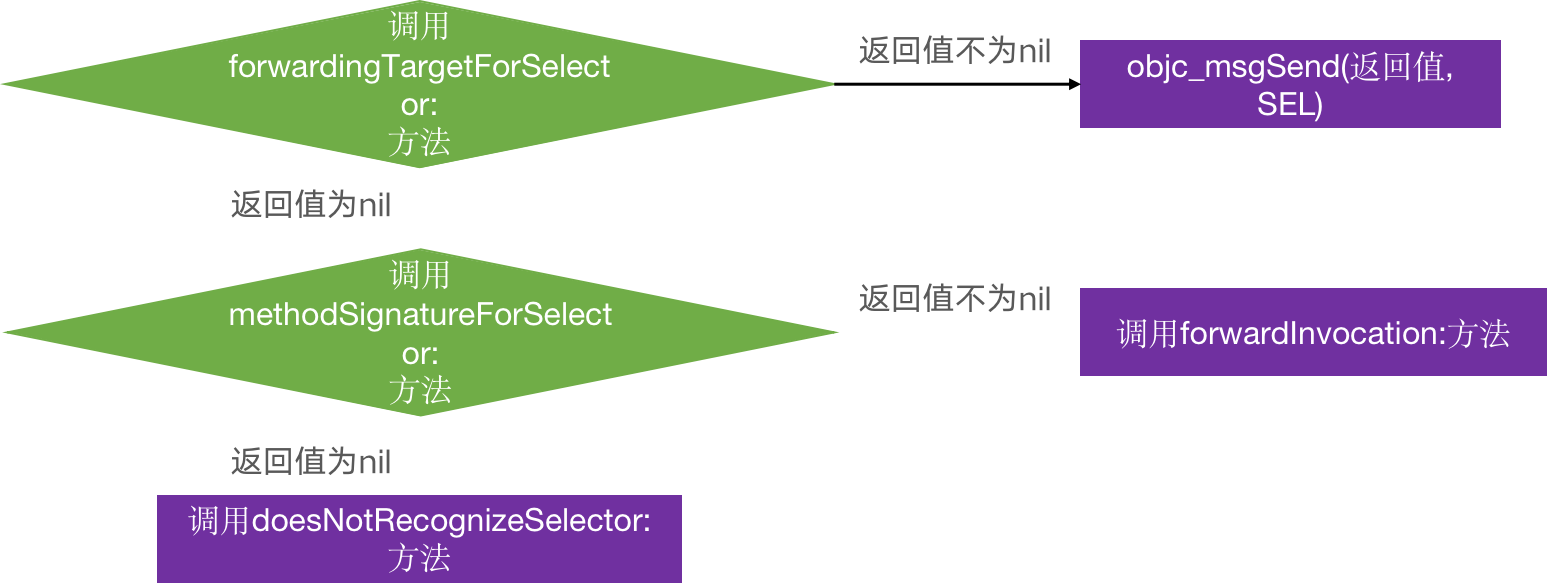 调用
forwardingTargetForSelect
or:
方法
返回值不为nil
objc_msgSend(返回值,
SEL)
返回值为nil
调用
methodSignatureForSelect
or:
方法
返回值不为nil
调用forwardInvocation:方法
返回值为nil
调用doesNotRecognizeSelector:
方法